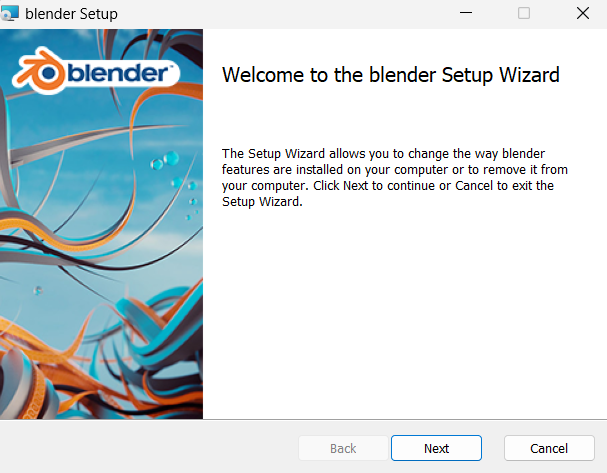 blender Setup
blender™
Welcome to the blender Setup Wizard
The Setup Wizard allows you to change the way blender
features are installed on your computer or to remove it from
your computer. Click Next to continue or Cancel to exit the
Setup Wizard.
Back
Next
Cancel